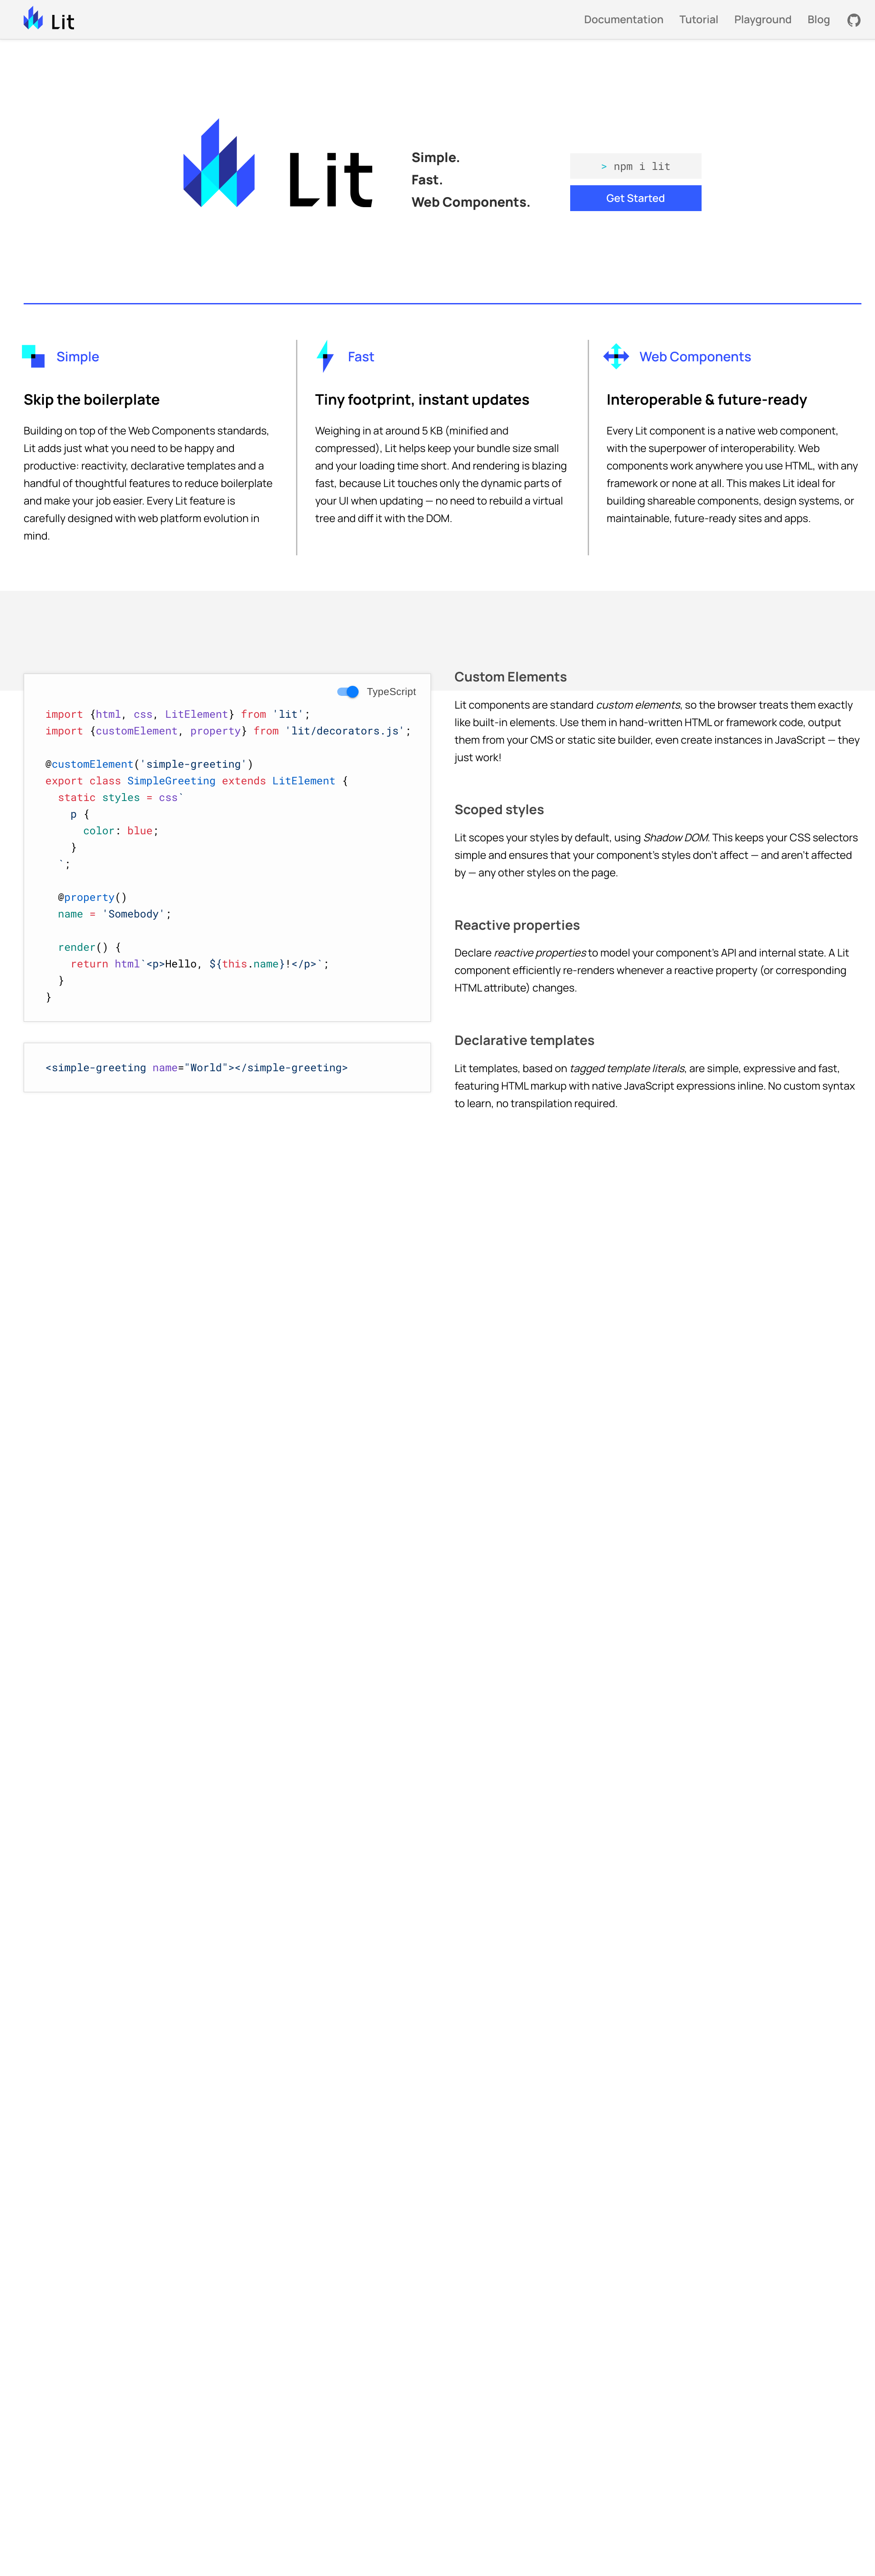 Lit
Documentation Tutorial Playground Blog
Lit
Simple.
Fast.
Web Components.
> npm i lit
Get Started
Simple
Skip the boilerplate
Building on top of the Web Components standards,
Lit adds just what you need to be happy and
productive: reactivity, declarative templates and a
handful of thoughtful features to reduce boilerplate
and make your job easier. Every Lit feature is
carefully designed with web platform evolution in
mind.
Fast
Tiny footprint, instant updates
Weighing in at around 5 KB (minified and
compressed), Lit helps keep your bundle size small
and your loading time short. And rendering is blazing
fast, because Lit touches only the dynamic parts of
your UI when updating — no need to rebuild a virtual
tree and diff it with the DOM.
Web Components
Interoperable & future-ready
Every Lit component is a native web component,
with the superpower of interoperability. Web
components work anywhere you use HTML, with any
framework or none at all. This makes Lit ideal for
building shareable components, design systems, or
maintainable, future-ready sites and apps.
TypeScript
import {html, css, LitElement} from 'lit';
import {customElement, property} from 'lit/decorators.js';
@customElement('simple-greeting')
export class SimpleGreeting extends LitElement {
  static styles = css`
    p {
      color: blue;
    }
  `;
  @property()
  name = 'Somebody';
  render() {
    return html`<p>Hello, ${this.name}!</p>`;
  }
}
<simple-greeting name="World"></simple-greeting>
Custom Elements
Lit components are standard custom elements, so the browser treats them exactly
like built-in elements. Use them in hand-written HTML or framework code, output
them from your CMS or static site builder, even create instances in JavaScript — they
just work!
Scoped styles
Lit scopes your styles by default, using Shadow DOM. This keeps your CSS selectors
simple and ensures that your component's styles don't affect — and aren't affected
by — any other styles on the page.
Reactive properties
Declare reactive properties to model your component's API and internal state. A Lit
component efficiently re-renders whenever a reactive property (or corresponding
HTML attribute) changes.
Declarative templates
Lit templates, based on tagged template literals, are simple, expressive and fast,
featuring HTML markup with native JavaScript expressions inline. No custom syntax
to learn, no transpilation required.